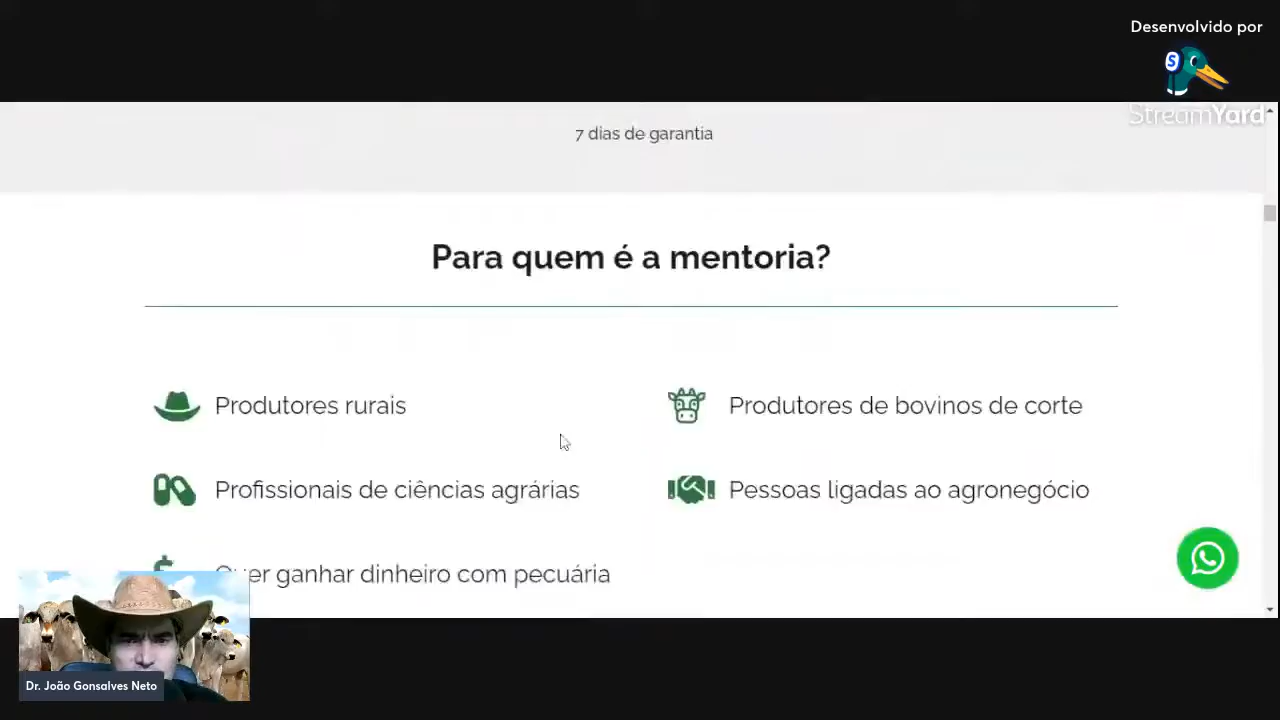 Desenvolvido por
S
StreamYard
7 dias de garantia
Para quem é a mentoria?
Produtores rurais
Produtores de bovinos de corte
Profissionais de ciências agrárias
Pessoas ligadas ao agronegócio
Quer ganhar dinheiro com pecuária
Dr. João Gonsalves Neto